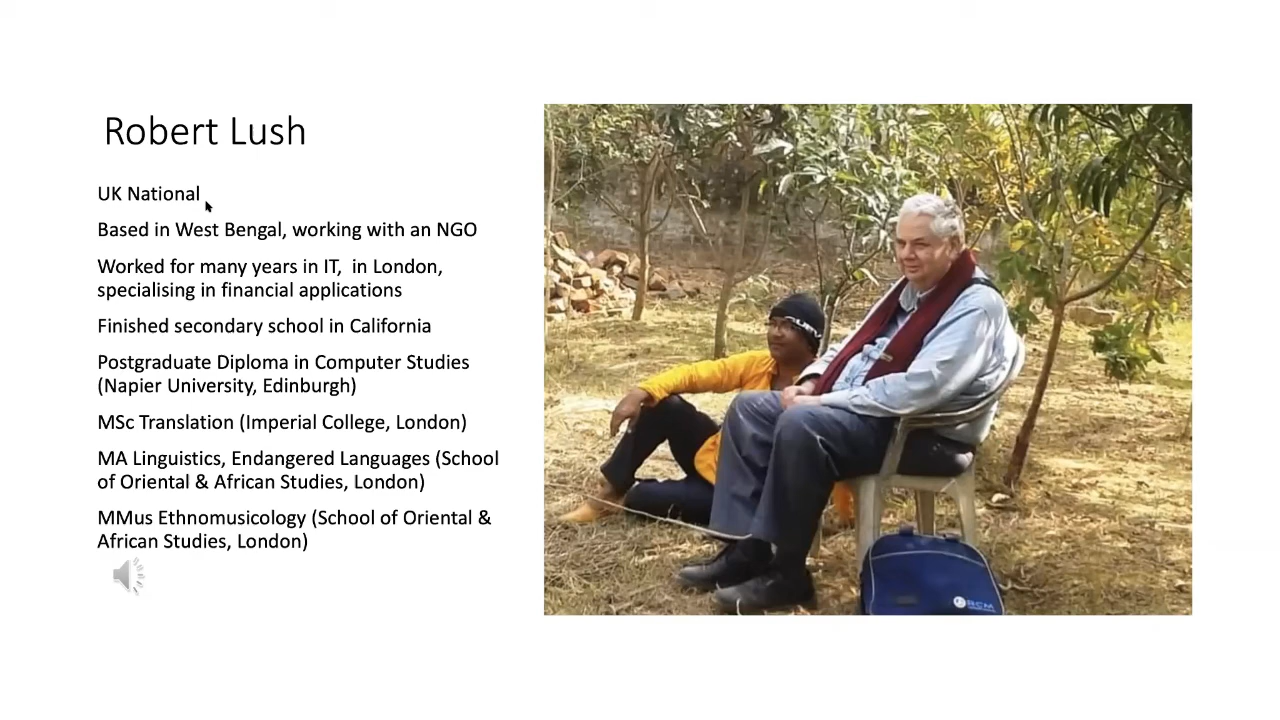 Robert Lush
UK National
Based in West Bengal, working with an NGO
Worked for many years in IT,  in London,
specialising in financial applications
Finished secondary school in California
Postgraduate Diploma in Computer Studies
(Napier University, Edinburgh)
MSc Translation (Imperial College, London)
MA Linguistics, Endangered Languages (School
of Oriental & African Studies, London)
MMus Ethnomusicology (School of Oriental &
African Studies, London)